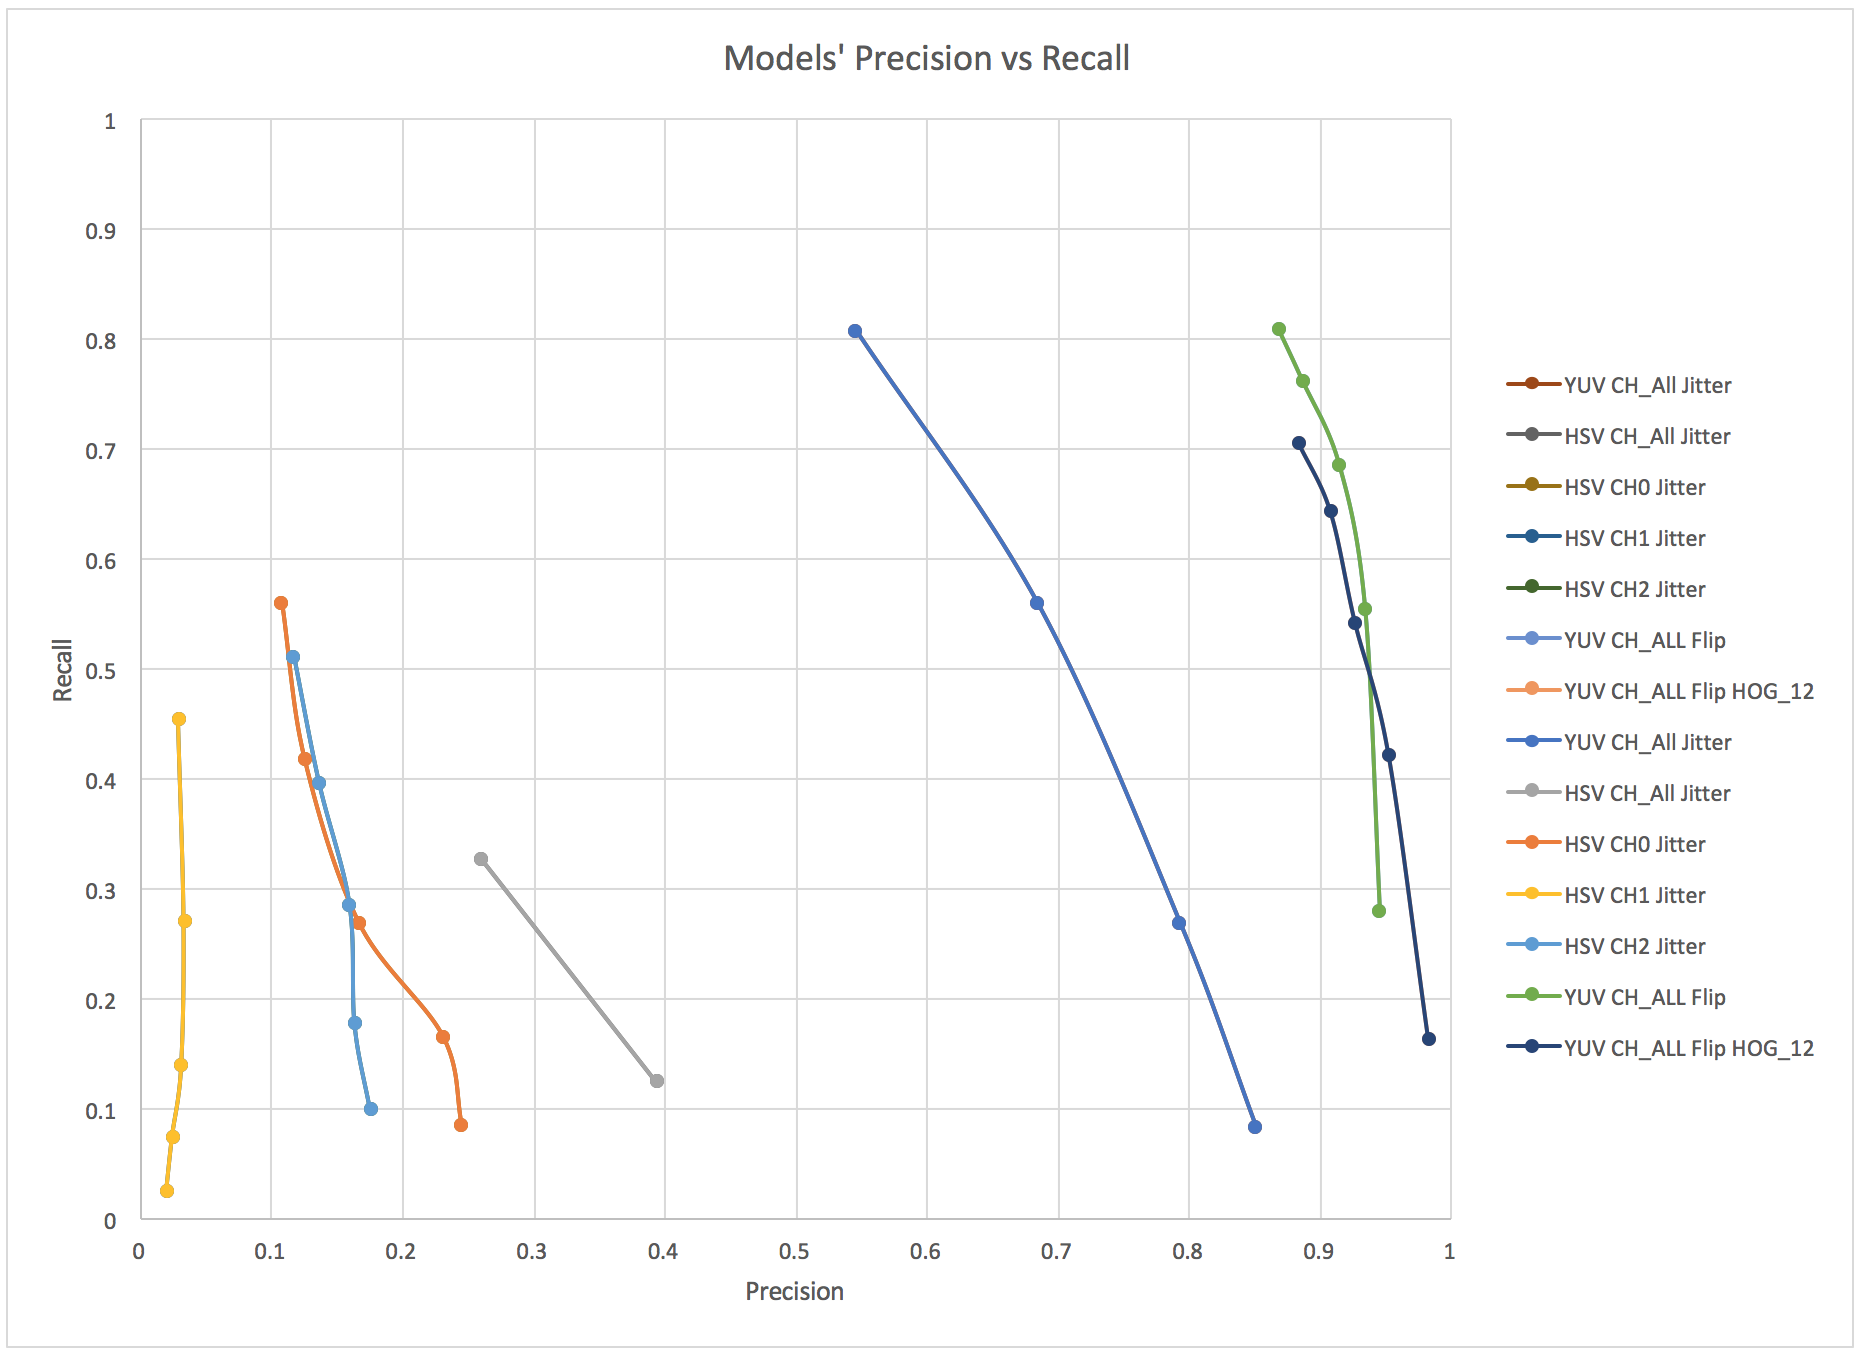 Models' Precision vs Recall
1
0.9
0.8
0.7
0.6
0.5
0.4
0.3
0.2
0.1
0
Recall
0 0.1 0.2 0.3 0.4 0.5 0.6 0.7 0.8 0.9 1
Precision
YUV CH_All Jitter
HSV CH_All Jitter
HSV CH0 Jitter
HSV CH1 Jitter
HSV CH2 Jitter
YUV CH_ALL Flip
YUV CH_ALL Flip HOG_12
YUV CH_All Jitter
HSV CH_All Jitter
HSV CH0 Jitter
HSV CH1 Jitter
HSV CH2 Jitter
YUV CH_ALL Flip
YUV CH_ALL Flip HOG_12